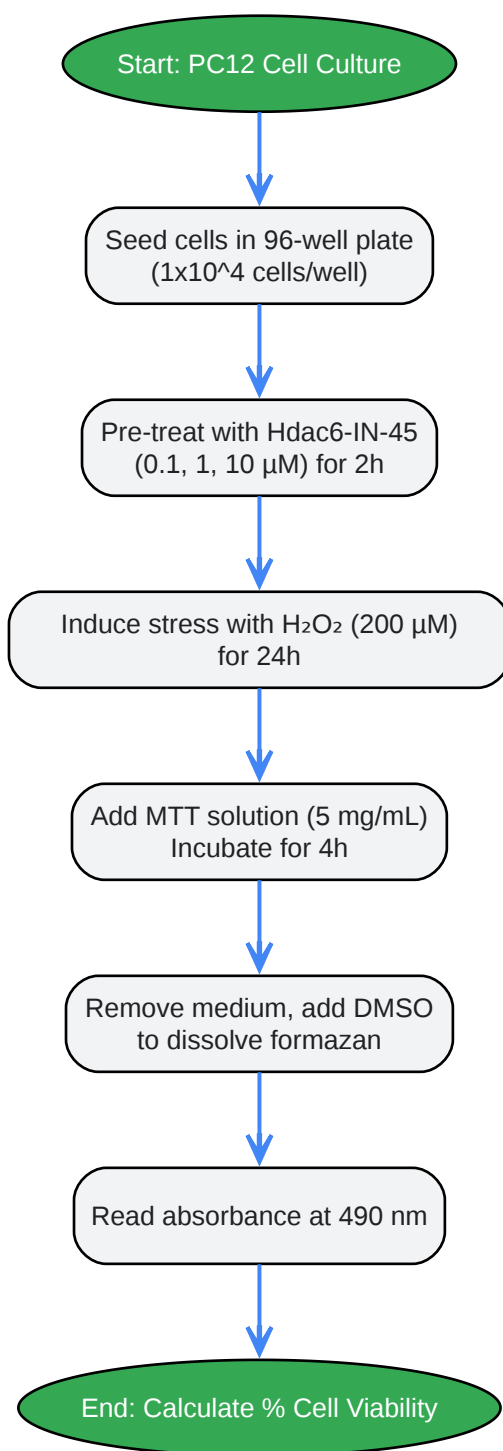 Start: PC12 Cell Culture
Seed cells in 96-well plate
(1x10^4 cells/well)
Pre-treat with Hdac6-IN-45
(0.1, 1, 10 µM) for 2h
Induce stress with H₂O₂ (200 µM)
for 24h
Add MTT solution (5 mg/mL)
Incubate for 4h
Remove medium, add DMSO
to dissolve formazan
Read absorbance at 490 nm
End: Calculate % Cell Viability